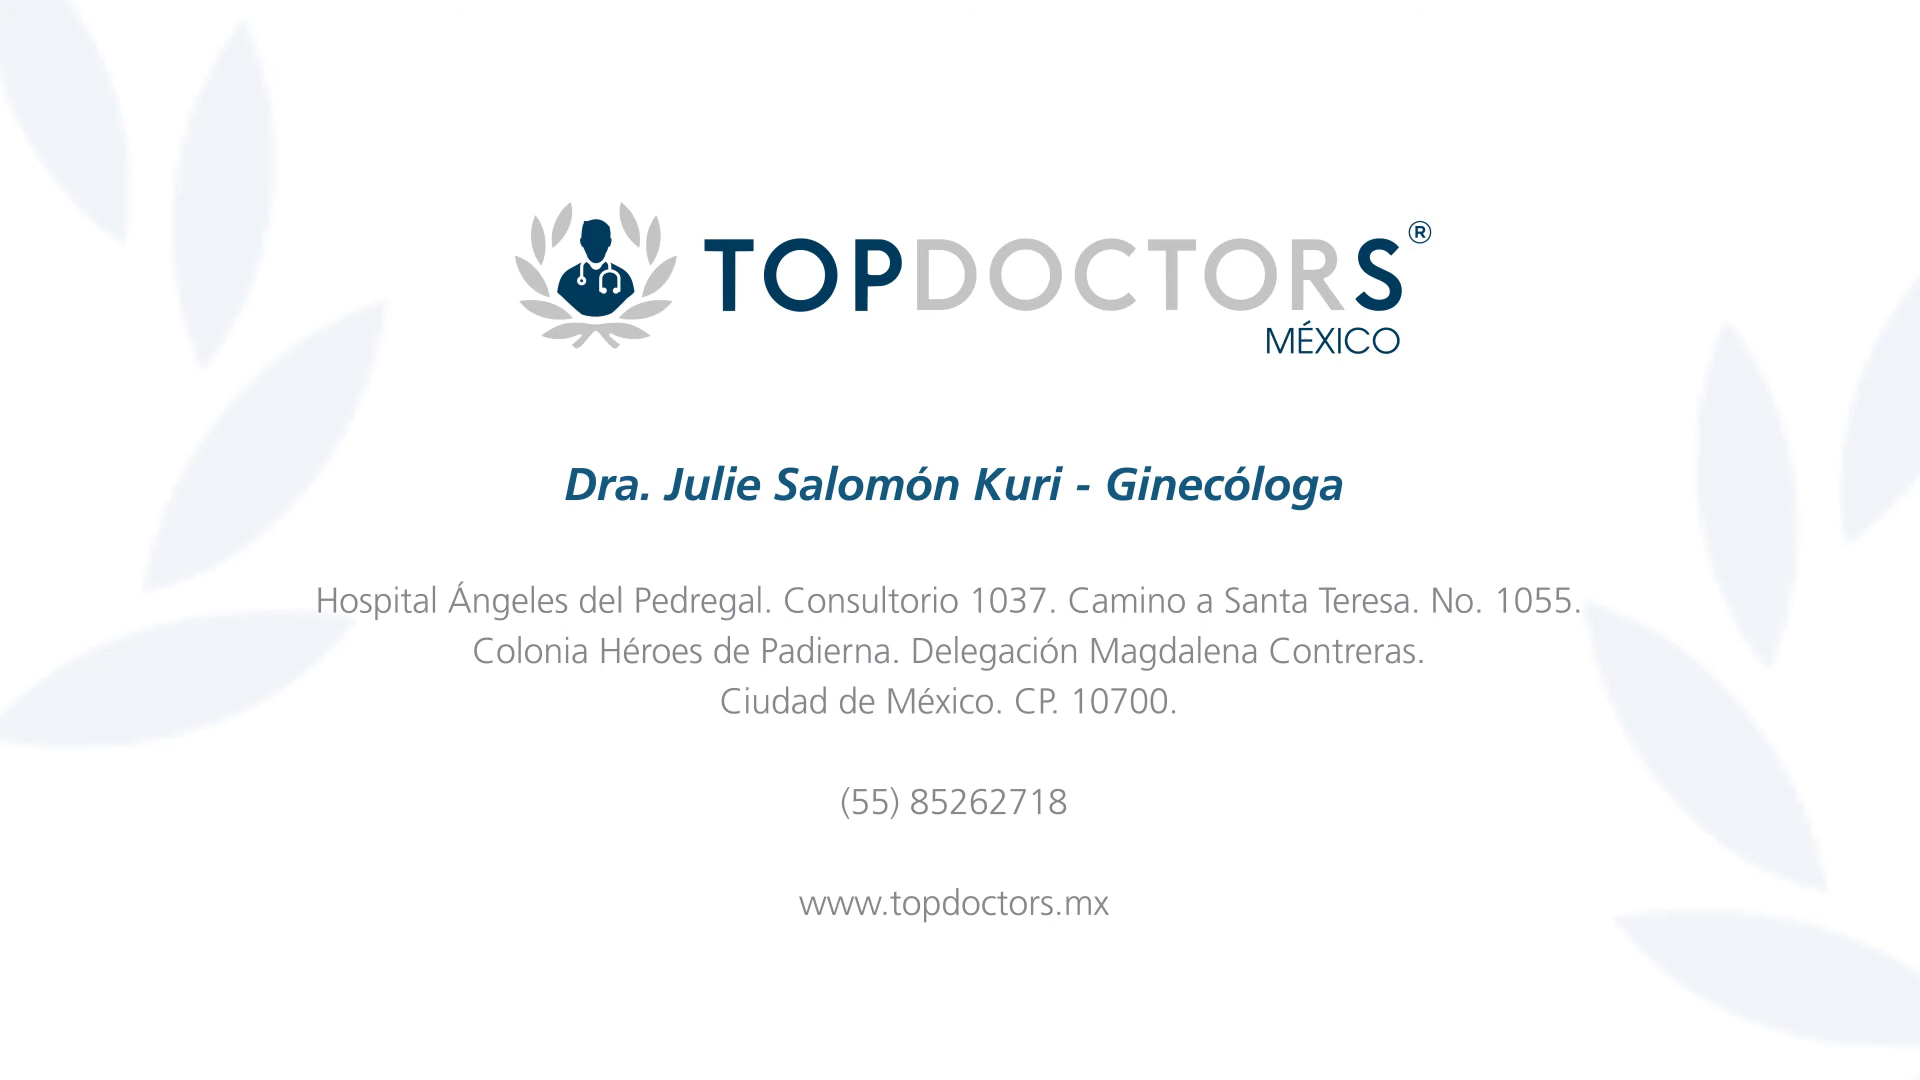 TOPDOCTORS®
MÉXICO
Dra. Julie Salomón Kuri - Ginecóloga
Hospital Ángeles del Pedregal. Consultorio 1037. Camino a Santa Teresa. No. 1055.
Colonia Héroes de Padierna. Delegación Magdalena Contreras.
Ciudad de México. CP. 10700.
(55) 85262718
www.topdoctors.mx